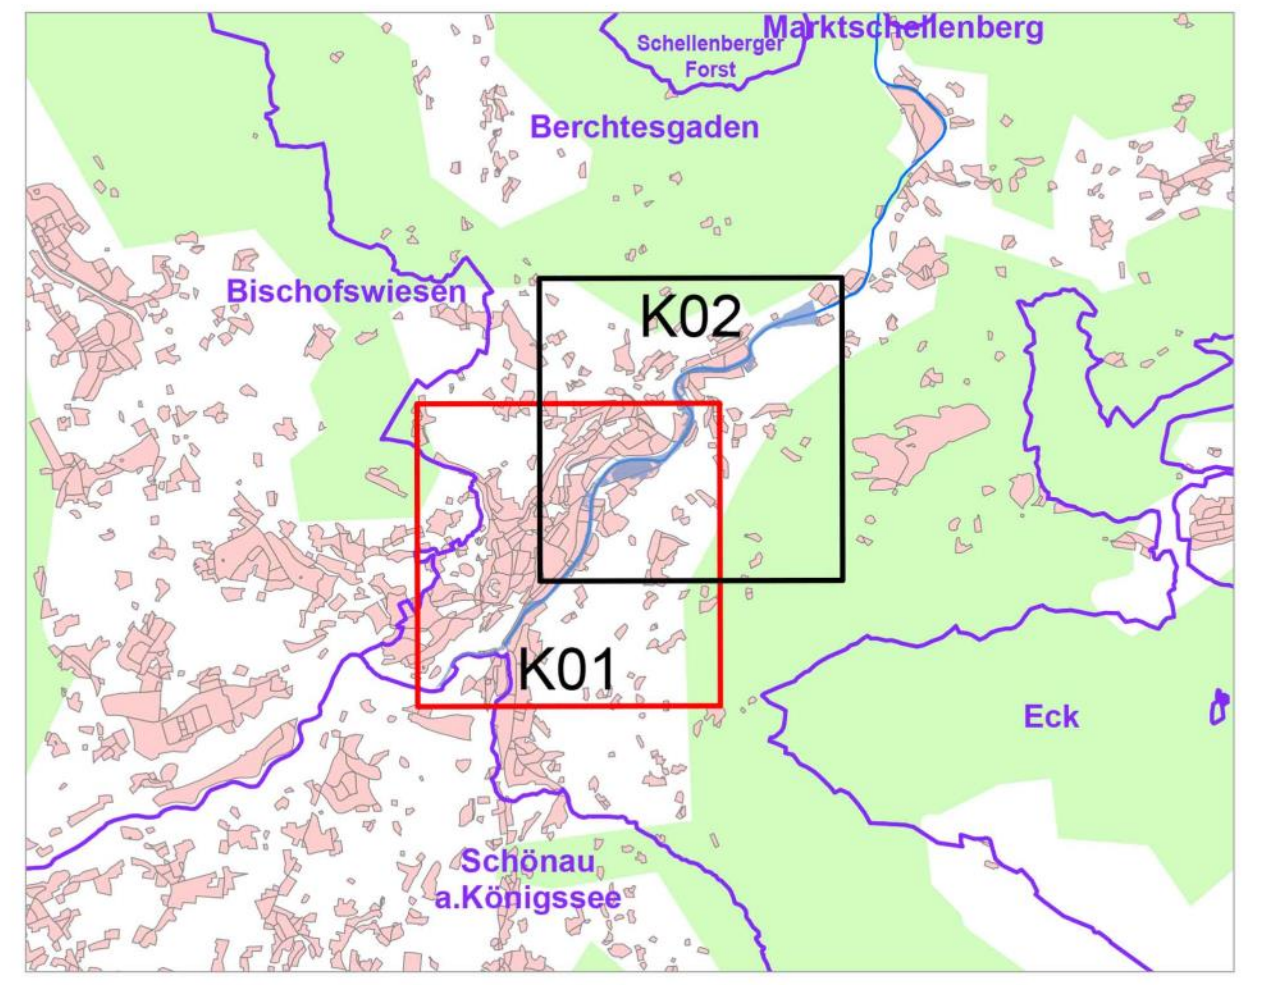 Marktschellenberg
Schellenberger
Forst
Berchtesgaden
Bischofswiesen
K02
K01
Eck
Schönau
a.Königssee